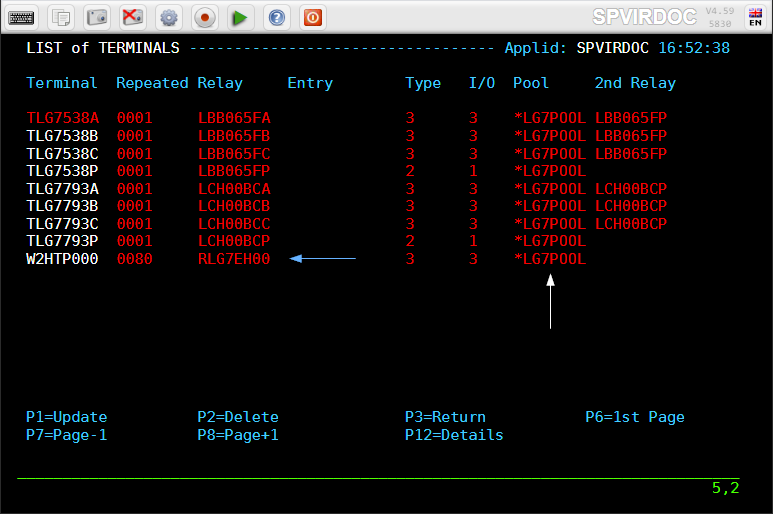 SPVIRDOC V4.59 5830 EN
LIST of TERMINALS ---------------------------------- Applid: SPVIRDOC 16:52:38
Terminal Repeated Relay Entry Type I/O Pool 2nd Relay
TLG7538A 0001 LBB065FA 3 3 *LG7POOL LBB065FP
TLG7538B 0001 LBB065FB 3 3 *LG7POOL LBB065FP
TLG7538C 0001 LBB065FC 3 3 *LG7POOL LBB065FP
TLG7538P 0001 LBB065FP 2 1 *LG7POOL
TLG7793A 0001 LCH00BCA 3 3 *LG7POOL LCH00BCP
TLG7793B 0001 LCH00BCB 3 3 *LG7POOL LCH00BCP
TLG7793C 0001 LCH00BCC 3 3 *LG7POOL LCH00BCP
TLG7793P 0001 LCH00BCP 2 1 *LG7POOL
W2HTP000 0080 RLG7EH00 3 3 *LG7POOL
P1=Update P2=Delete P3=Return P6=1st Page
P7=Page-1 P8=Page+1 P12=Details
5,2